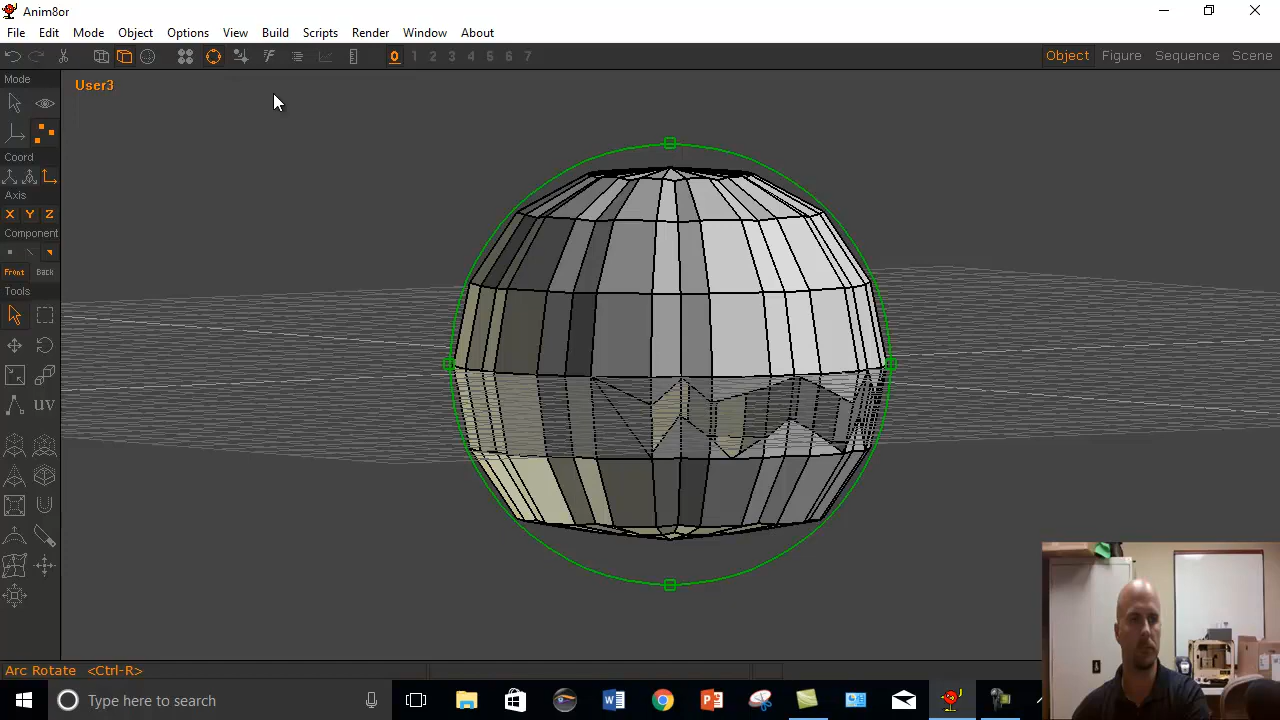 Anim8or
File Edit Mode Object Options View Build Scripts Render Window About
0 1 2 3 4 5 6 7 Object Figure Sequence Scene
User3
Mode
Coord
Axis
X Y Z
Component
Front Back
Tools
UV
Arc Rotate <Ctrl-R>
Type here to search